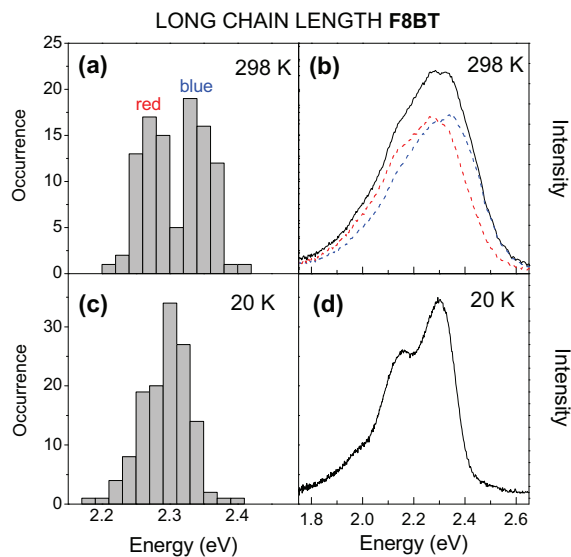 LONG CHAIN LENGTH F8BT
(a) 298 K
red blue
25
20
15
10
5
0
Occurrence
(b) 298 K
Intensity
(c) 20 K
30
20
10
0
Occurrence
2.2 2.3 2.4
Energy (eV)
(d) 20 K
Intensity
1.8 2.0 2.2 2.4 2.6
Energy (eV)